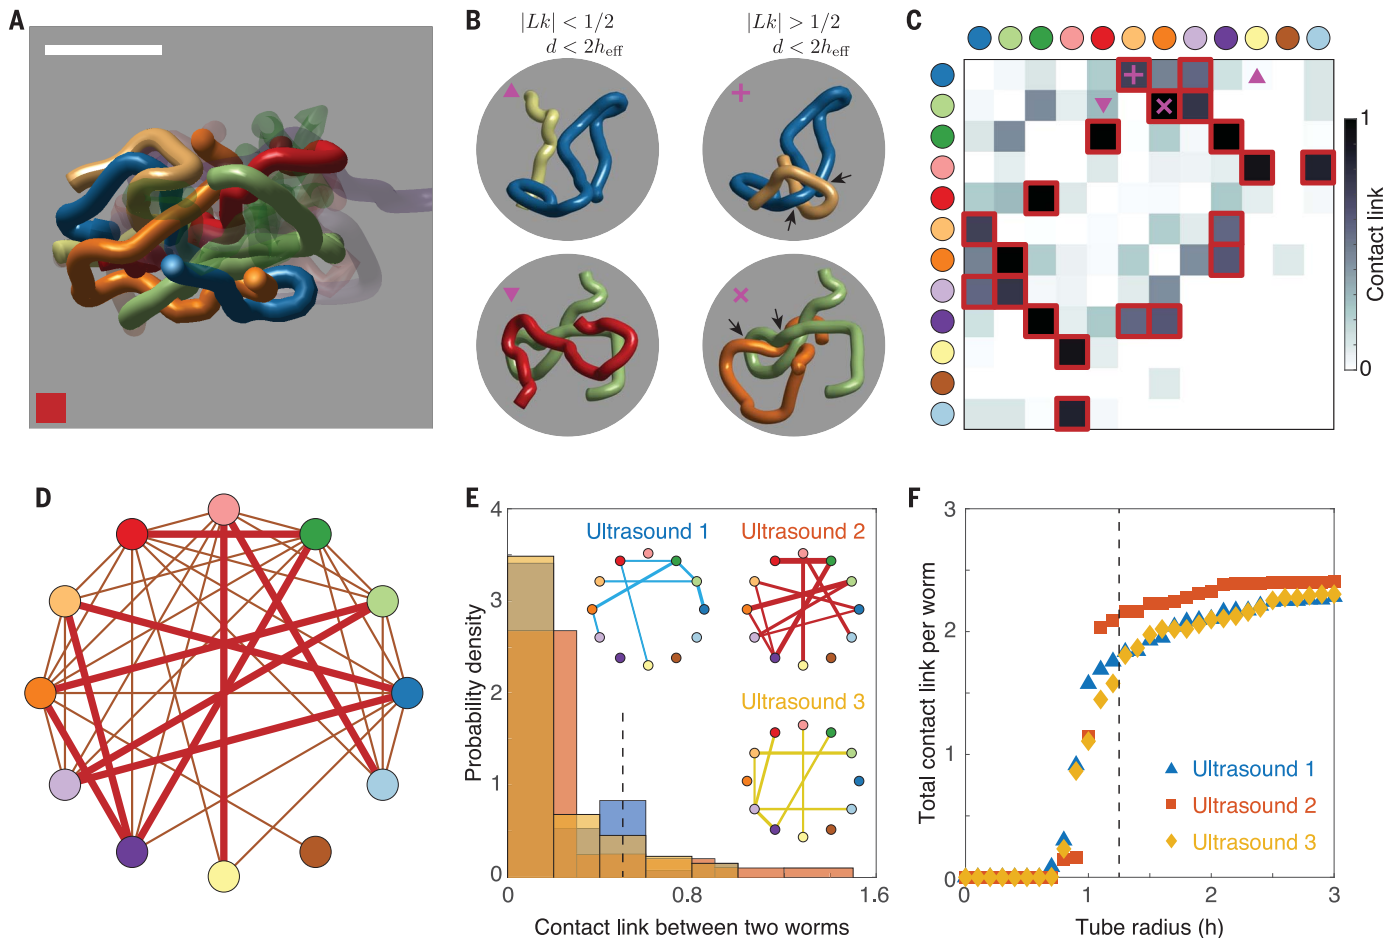 A
B
|Lk| < 1/2
d < 2h_eff
|Lk| > 1/2
d < 2h_eff
C
1
Contact link
0
D
E
4
3
2
1
0
Probability density
Ultrasound 1
Ultrasound 2
Ultrasound 3
0
0.8
1.6
Contact link between two worms
F
3
2
1
0
Total contact link per worm
Ultrasound 1
Ultrasound 2
Ultrasound 3
0
1
2
3
Tube radius (h)